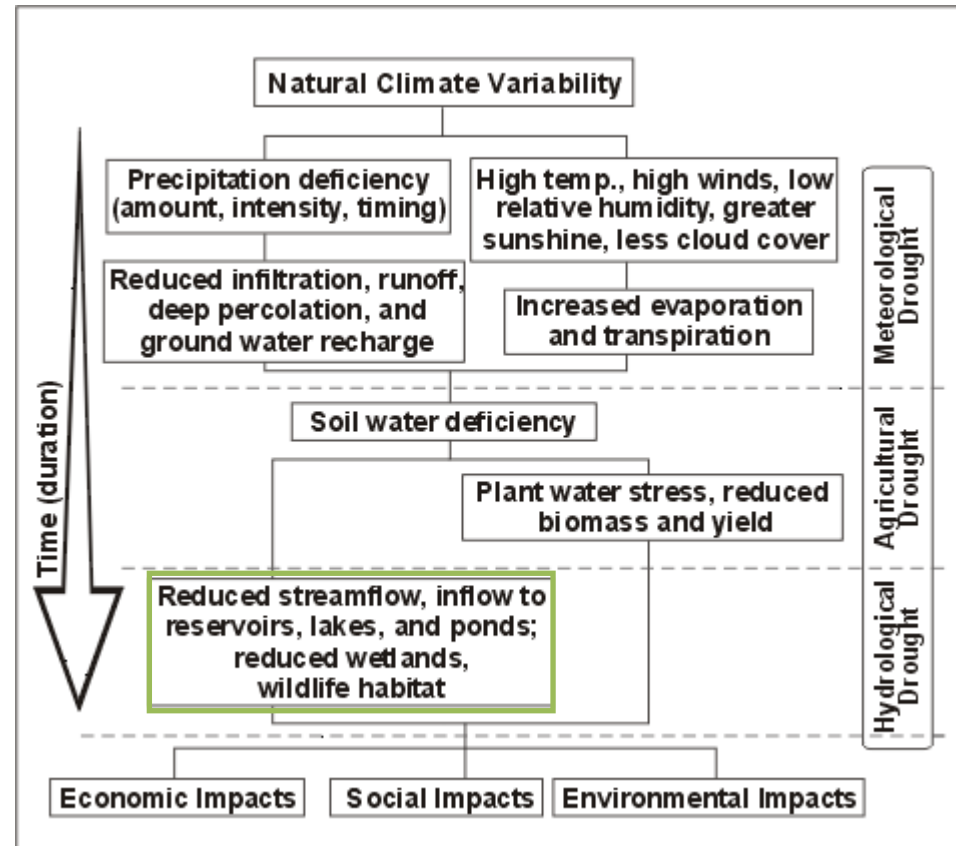 Natural Climate Variability
Precipitation deficiency
(amount, intensity, timing)
High temp., high winds, low
relative humidity, greater
sunshine, less cloud cover
Reduced infiltration, runoff,
deep percolation, and
ground water recharge
Increased evaporation
and transpiration
Meteorological
Drought
Time (duration)
Soil water deficiency
Plant water stress, reduced
biomass and yield
Agricultural
Drought
Reduced streamflow, inflow to
reservoirs, lakes, and ponds;
reduced wetlands,
wildlife habitat
Hydrological
Drought
Economic Impacts
Social Impacts
Environmental Impacts